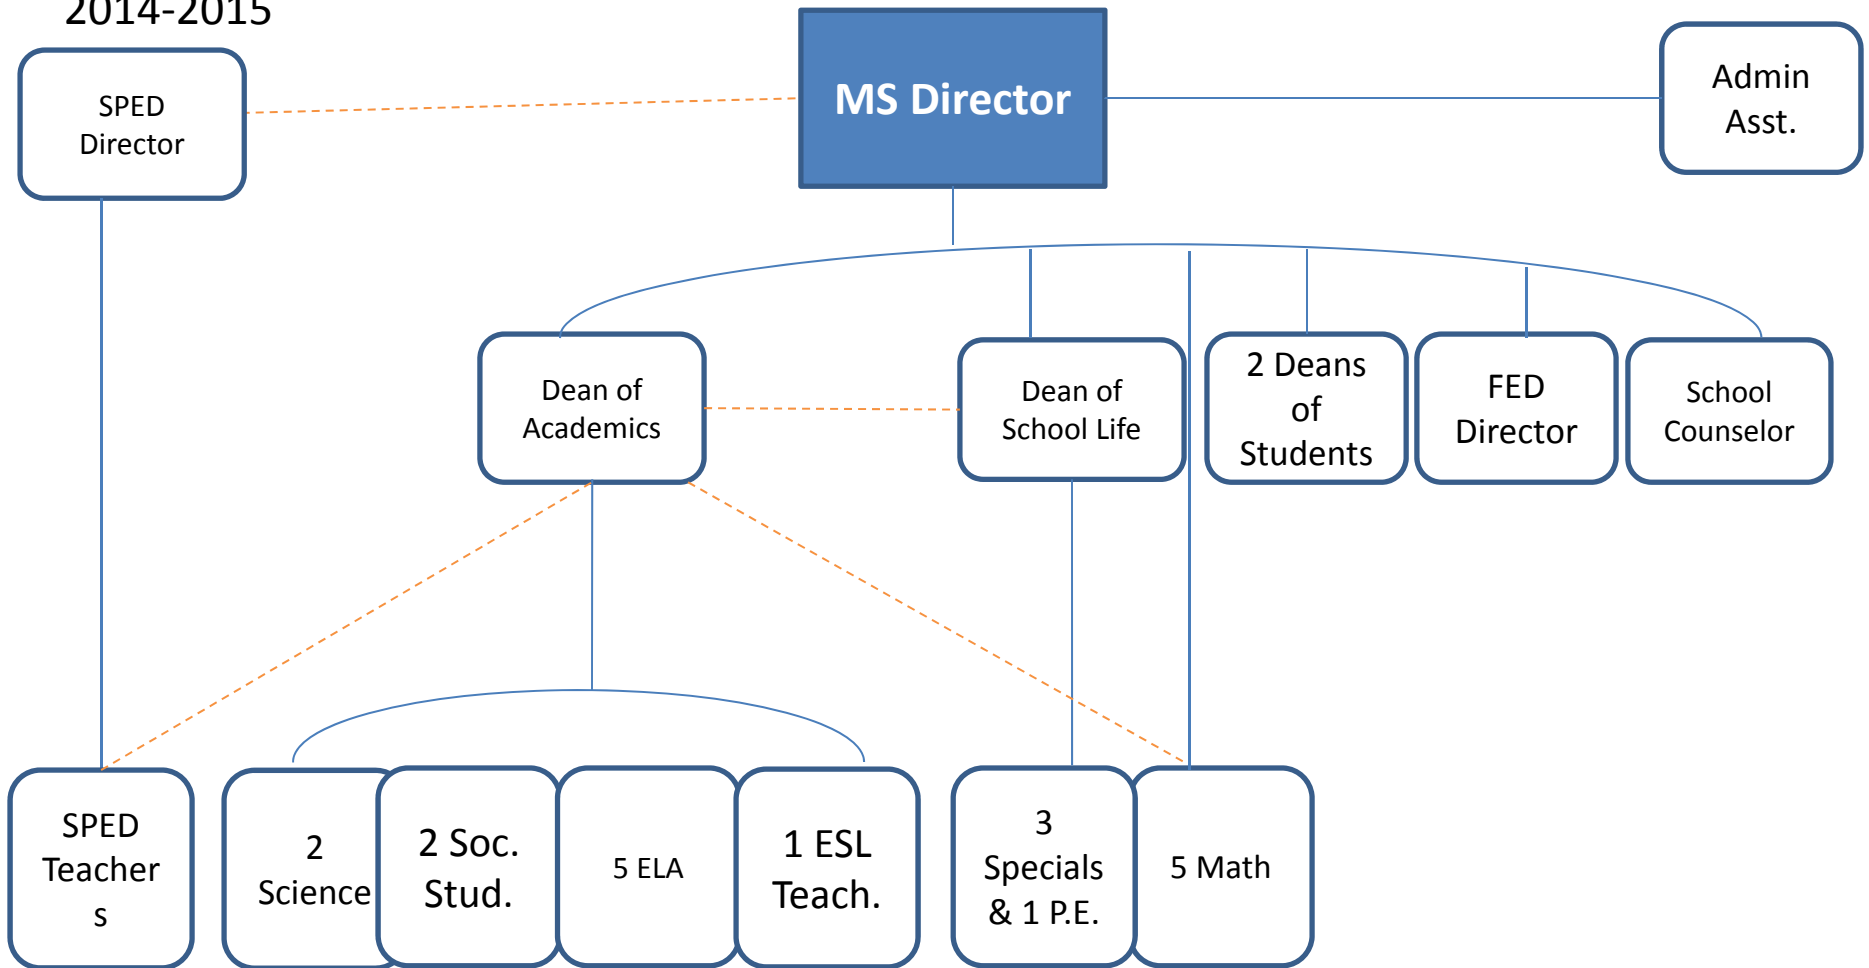 2014-2015
SPED
Director
MS Director
Admin
Asst.
Dean of
Academics
Dean of
School Life
2 Deans
of
Students
FED
Director
School
Counselor
SPED
Teacher
s
2
Science
2 Soc.
Stud.
5 ELA
1 ESL
Teach.
3
Specials
& 1 P.E.
5 Math